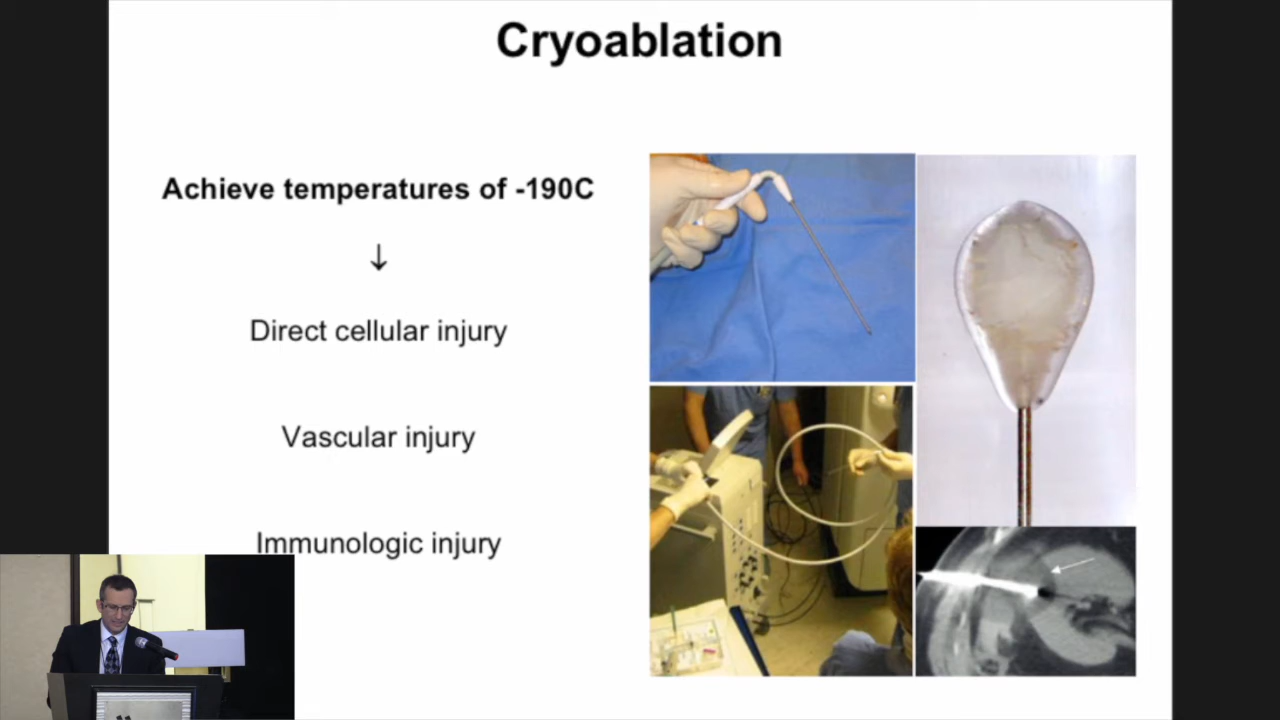 Cryoablation
Achieve temperatures of -190C
↓
Direct cellular injury
Vascular injury
Immunologic injury